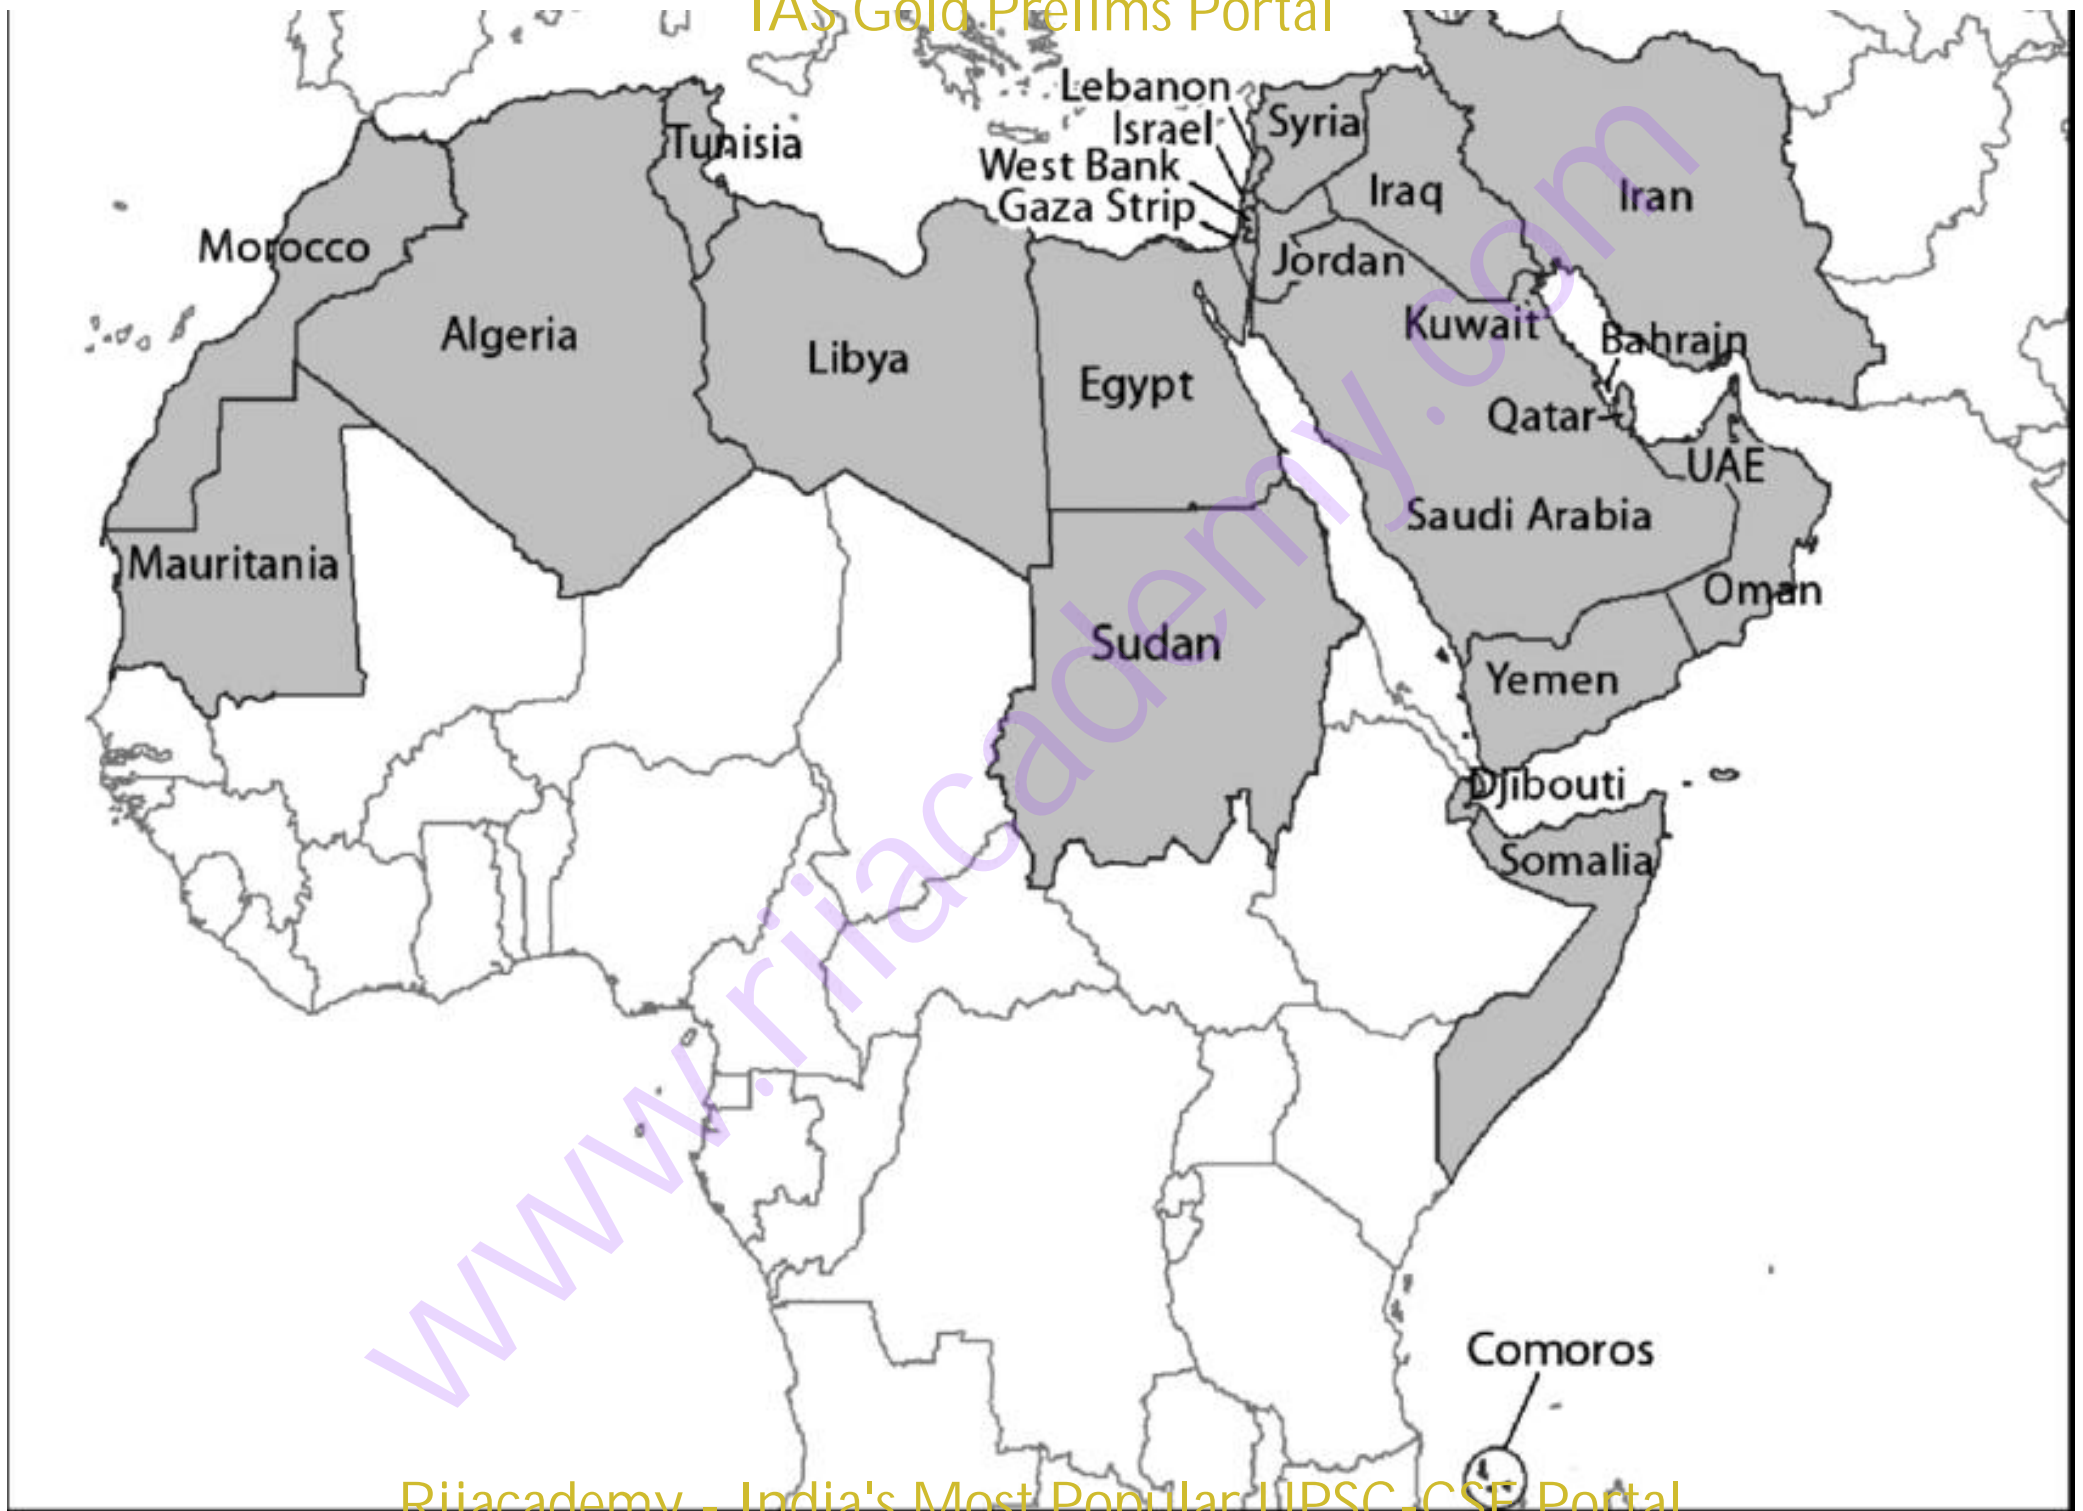 IAS Gold Prelims Portal
Lebanon
Israel
Syria
Tunisia
West Bank
Iraq
Iran
Gaza Strip
Morocco
Jordan
Algeria
Kuwait
Bahrain
Libya
Egypt
Qatar
UAE
Saudi Arabia
Mauritania
Oman
Sudan
Yemen
Djibouti
Somalia
www.rijacademy.com
Comoros
Rijacademy - India's Most Popular UPSC-CSE Portal